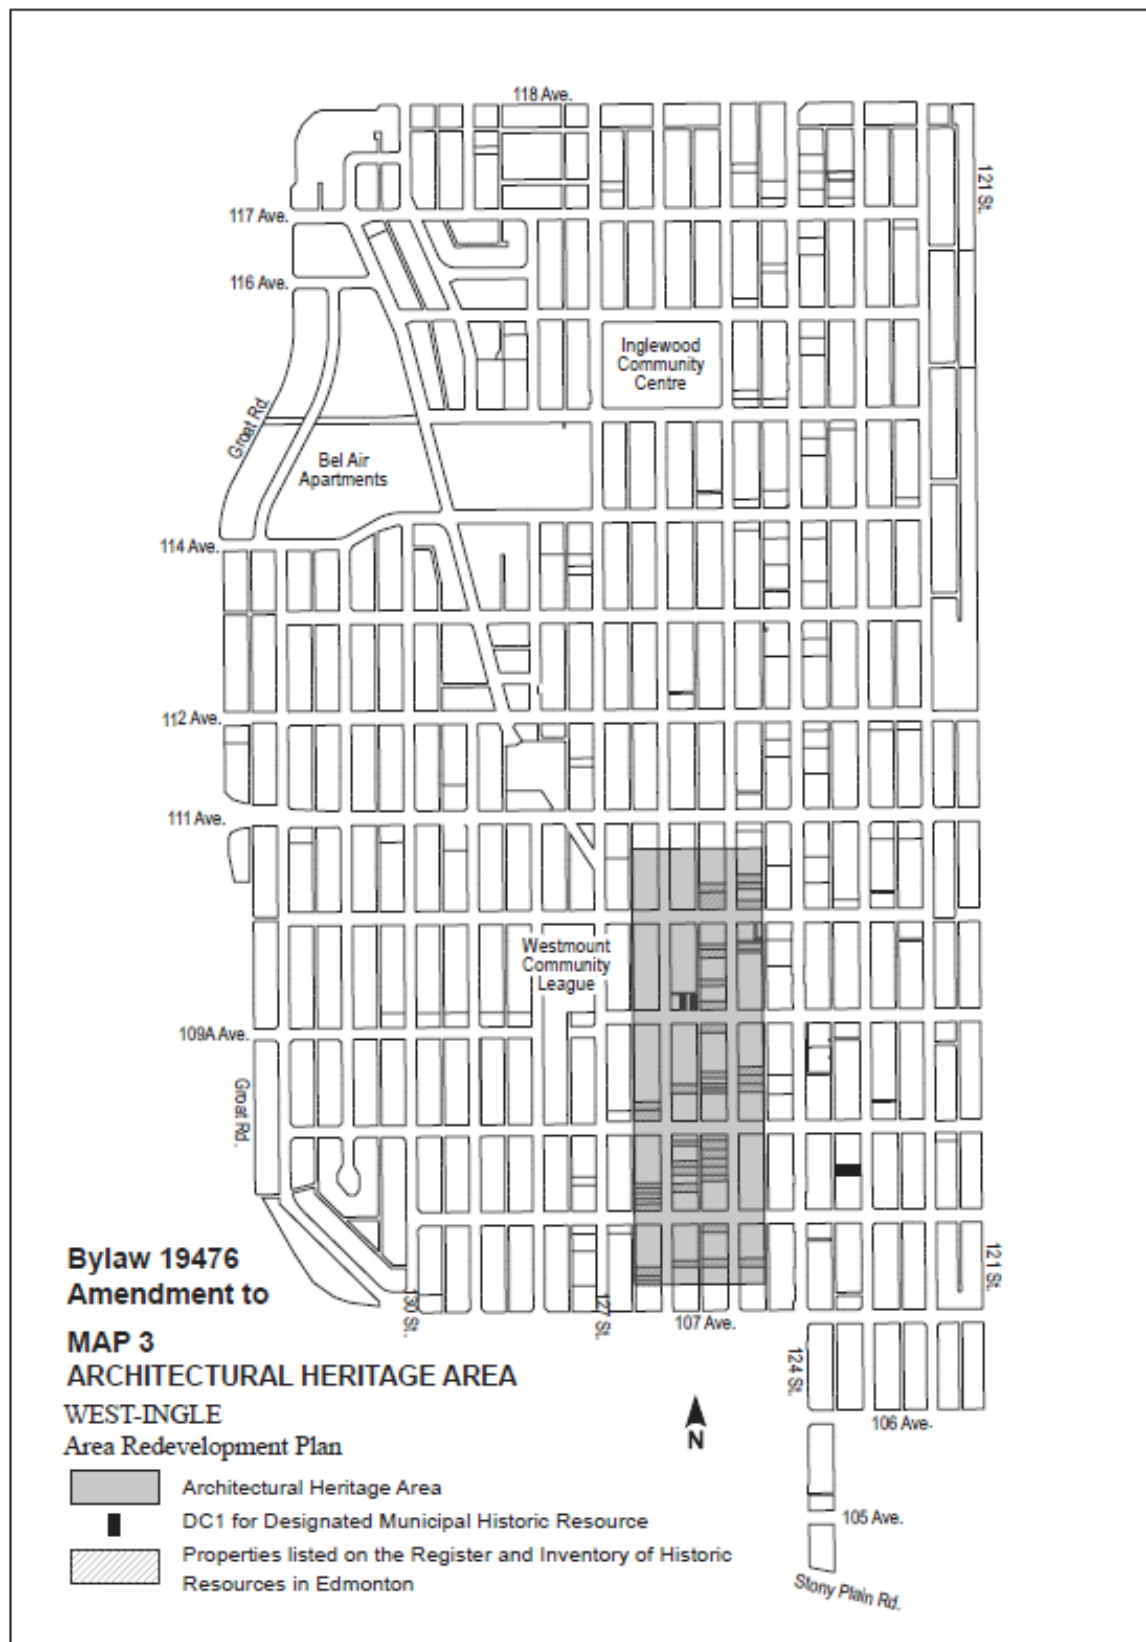 118 Ave.
121 St.
117 Ave.
116 Ave.
Inglewood
Community
Centre
Groat Rd.
Bel Air
Apartments
114 Ave.
112 Ave.
111 Ave.
Westmount
Community
League
109A Ave.
Groat Rd.
121 St.
130 St.
127 St.
107 Ave.
124 St.
106 Ave.
N
105 Ave.
Stony Plain Rd.
Bylaw 19476
Amendment to
MAP 3
ARCHITECTURAL HERITAGE AREA
WEST-INGLE
Area Redevelopment Plan
Architectural Heritage Area
DC1 for Designated Municipal Historic Resource
Properties listed on the Register and Inventory of Historic
Resources in Edmonton